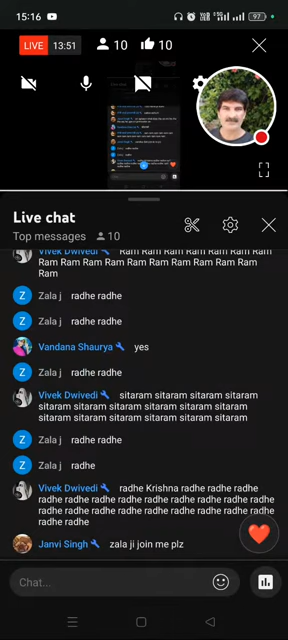 15:16
97
LIVE 13:51 10 10
Live chat
Top messages 10
Vivek Dwivedi Ram Ram Ram Ram Ram Ram
Ram Ram Ram Ram Ram Ram Ram Ram Ram Ram
Ram
Z Zala j radhe radhe
Z Zala j radhe radhe
Vandana Shaurya yes
Z Zala j radhe radhe
Vivek Dwivedi sitaram sitaram sitaram sitaram
sitaram sitaram sitaram sitaram sitaram sitaram
sitaram sitaram sitaram sitaram sitaram sitaram
Z Zala j radhe radhe
Z Zala j radhe
Vivek Dwivedi radhe Krishna radhe radhe radhe
radhe radhe radhe radhe radhe radhe radhe radhe
radhe radhe radhe radhe radhe radhe radhe radhe
radhe radhe
Janvi Singh zala ji join me plz
Chat...